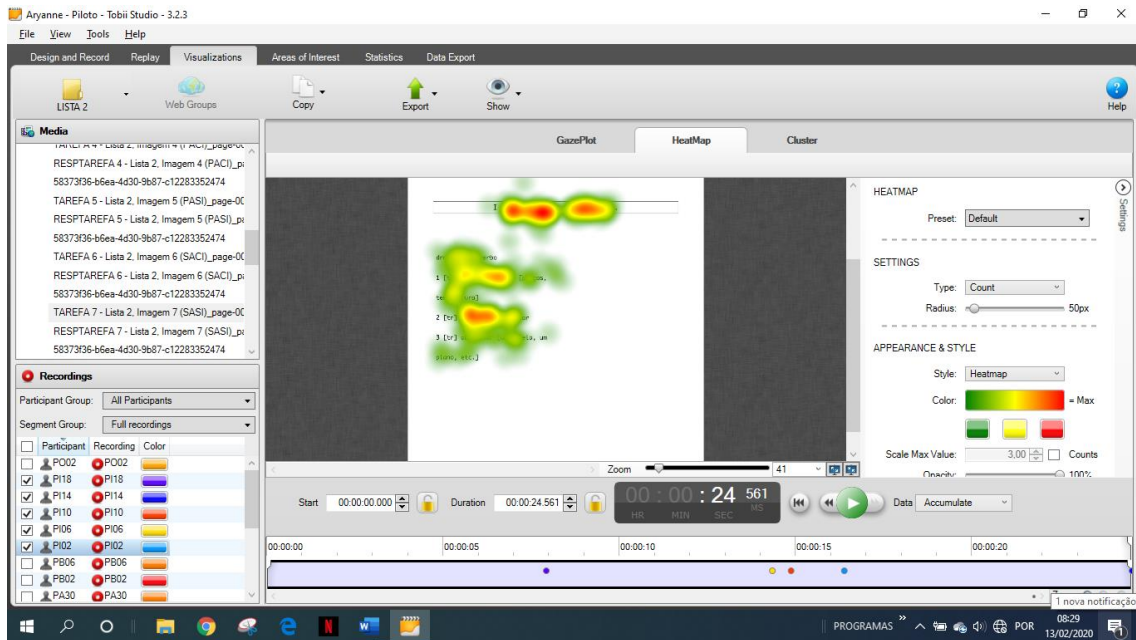 Aryanne - Piloto - Tobii Studio - 3.2.3
File View Tools Help
Design and Record Replay Visualizations Areas of Interest Statistics Data Export
LISTA 2 Web Groups Copy Export Show Help
Media
RESPTAREFA 4 - Lista 2, Imagem 4 (PACI)_pa
58373f36-b6ea-4d30-9b87-c12283352474
TAREFA 5 - Lista 2, Imagem 5 (PASI)_page-00
RESPTAREFA 5 - Lista 2, Imagem 5 (PASI)_pa
58373f36-b6ea-4d30-9b87-c12283352474
TAREFA 6 - Lista 2, Imagem 6 (SACI)_page-00
RESPTAREFA 6 - Lista 2, Imagem 6 (SACI)_pa
58373f36-b6ea-4d30-9b87-c12283352474
TAREFA 7 - Lista 2, Imagem 7 (SASI)_page-00
RESPTAREFA 7 - Lista 2, Imagem 7 (SASI)_pa
58373f36-b6ea-4d30-9b87-c12283352474
Recordings
Participant Group: All Participants
Segment Group: Full recordings
Participant Recording Color
PO02 PO02
PI18 PI18
PI14 PI14
PI10 PI10
PI06 PI06
PI02 PI02
PB06 PB06
PB02 PB02
PA30 PA30
GazePlot HeatMap Cluster
1
2 [tr]
3 [tr] um
plano, etc.]
HEATMAP
Preset: Default
SETTINGS
Type: Count
Radius: 50px
APPEARANCE & STYLE
Style: Heatmap
Color: = Max
Scale Max Value: 3,00 Counts
Opacity: 100%
Settings
Zoom 41
Start 00:00:00.000 Duration 00:00:24.561 00 : 00 : 24 561 Data Accumulate
HR MIN SEC MS
00:00:00 00:00:05 00:00:10 00:00:15 00:00:20
1 nova notificação
PROGRAMAS POR 08:29
13/02/2020